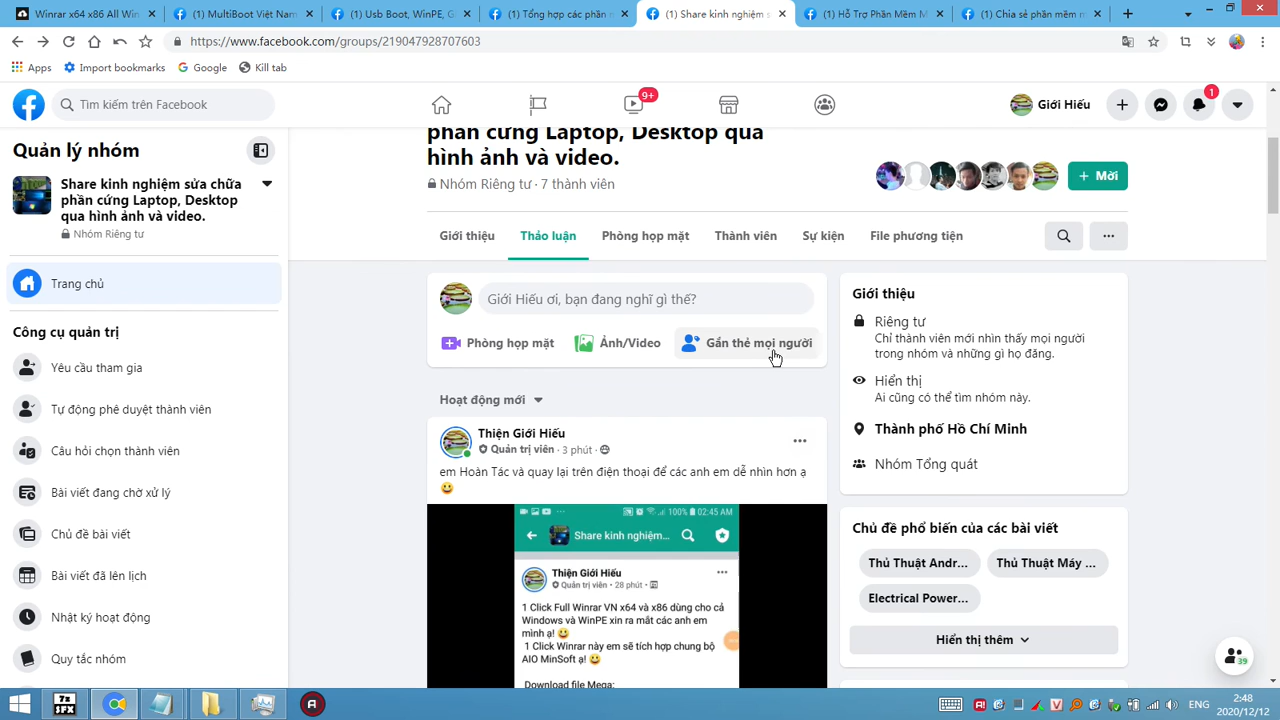 Winrar x64 x86 All Win
(1) MultiBoot Việt Nam
(1) Usb Boot, WinPE, G
(1) Tổng hợp các phần
(1) Share kinh nghiệm s
(1) Hỗ Trợ Phần Mềm M
(1) Chia sẻ phần mềm m
https://www.facebook.com/groups/219047928707603
Apps
Import bookmarks
Google
Kill tab
Tìm kiếm trên Facebook
9+
Giới Hiếu
1
Quản lý nhóm
Share kinh nghiệm sửa chữa
phần cứng Laptop, Desktop
qua hình ảnh và video.
Nhóm Riêng tư
Trang chủ
Công cụ quản trị
Yêu cầu tham gia
Tự động phê duyệt thành viên
Câu hỏi chọn thành viên
Bài viết đang chờ xử lý
Chủ đề bài viết
Bài viết đã lên lịch
Nhật ký hoạt động
Quy tắc nhóm
phần cứng Laptop, Desktop qua
hình ảnh và video.
Nhóm Riêng tư · 7 thành viên
+ Mời
Giới thiệu
Thảo luận
Phòng họp mặt
Thành viên
Sự kiện
File phương tiện
Giới Hiếu ơi, bạn đang nghĩ gì thế?
Phòng họp mặt
Ảnh/Video
Gắn thẻ mọi người
Hoạt động mới
Thiện Giới Hiếu
Quản trị viên · 3 phút ·
em Hoàn Tác và quay lại trên điện thoại để các anh em dễ nhìn hơn ạ
100% 02:45 AM
Share kinh nghiệm...
Thiện Giới Hiếu
Quản trị viên · 28 phút ·
1 Click Full Winrar VN x64 và x86 dùng cho cả
Windows và WinPE xin ra mắt các anh em
mình ạ!
1 Click Winrar này em sẽ tích hợp chung bộ
AIO MinSoft ạ!
Download file Mega:
Giới thiệu
Riêng tư
Chỉ thành viên mới nhìn thấy mọi người
trong nhóm và những gì họ đăng.
Hiển thị
Ai cũng có thể tìm nhóm này.
Thành phố Hồ Chí Minh
Nhóm Tổng quát
Chủ đề phổ biến của các bài viết
Thủ Thuật Andr...
Thủ Thuật Máy ...
Electrical Power...
Hiển thị thêm
39
7z
SFX
ENG
2:48
2020/12/12